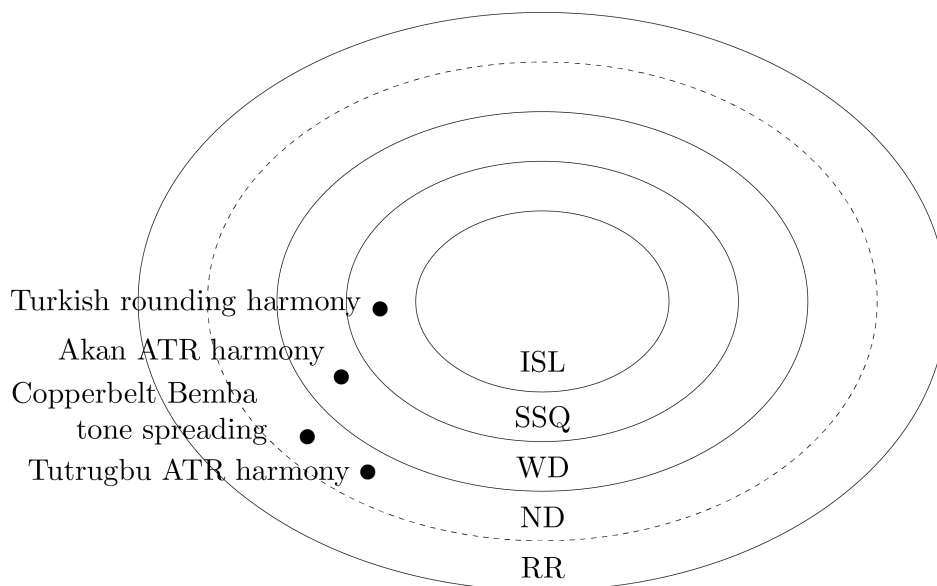 Turkish rounding harmony
Akan ATR harmony
Copperbelt Bemba
tone spreading
Tutrugbu ATR harmony
ISL
SSQ
WD
ND
RR